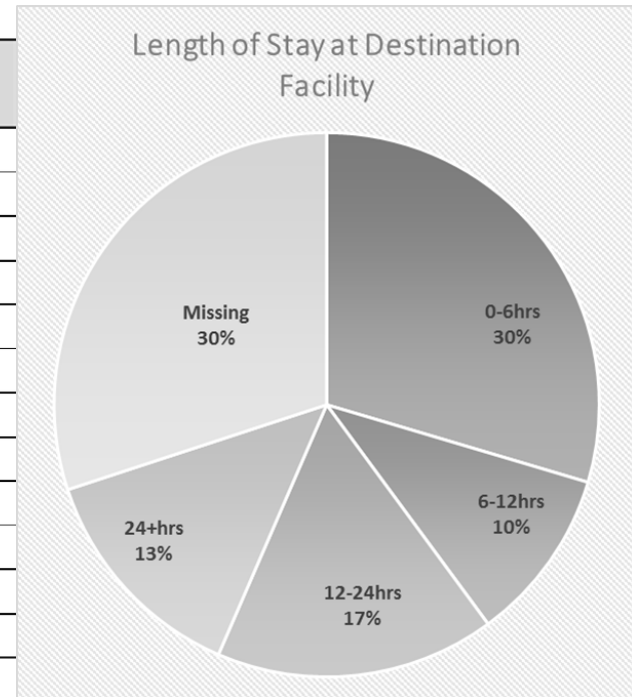 Length of Stay at Destination
Facility
Missing
30%
0-6hrs
30%
6-12hrs
10%
24+hrs
13%
12-24hrs
17%